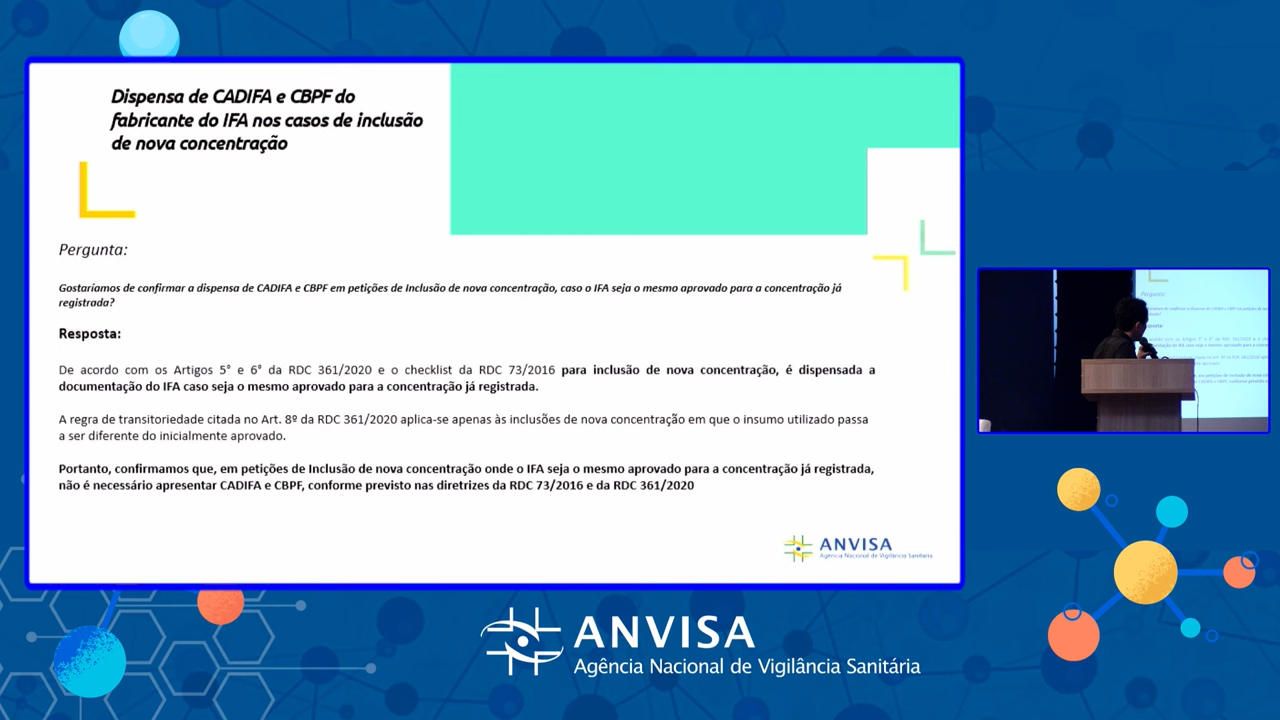 Dispensa de CADIFA e CBPF do
fabricante do IFA nos casos de inclusão
de nova concentração
Pergunta:
Gostaríamos de confirmar a dispensa de CADIFA e CBPF em petições de Inclusão de nova concentração, caso o IFA seja o mesmo aprovado para a concentração já
registrada?
Resposta:
De acordo com os Artigos 5° e 6° da RDC 361/2020 e o checklist da RDC 73/2016 para inclusão de nova concentração, é dispensada a
documentação do IFA caso seja o mesmo aprovado para a concentração já registrada.
A regra de transitoriedade citada no Art. 8º da RDC 361/2020 aplica-se apenas às inclusões de nova concentração em que o insumo utilizado passa
a ser diferente do inicialmente aprovado.
Portanto, confirmamos que, em petições de Inclusão de nova concentração onde o IFA seja o mesmo aprovado para a concentração já registrada,
não é necessário apresentar CADIFA e CBPF, conforme previsto nas diretrizes da RDC 73/2016 e da RDC 361/2020
ANVISA
Agência Nacional de Vigilância Sanitária
Pergunta:
ANVISA
Agência Nacional de Vigilância Sanitária